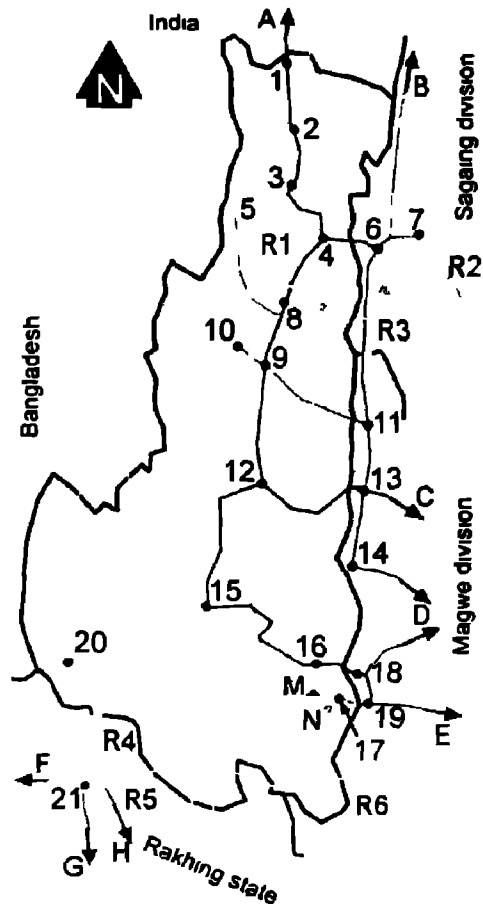 India
A
N
1
B
2
Sagaing division
3
5
6
7
R1
4
R2
8
R3
10
9
Bangladesh
11
12
13
C
14
15
D
Magwe division
20
16
18
M
N
19
17
E
R4
F
21
R5
R6
G
H
Rakhing state